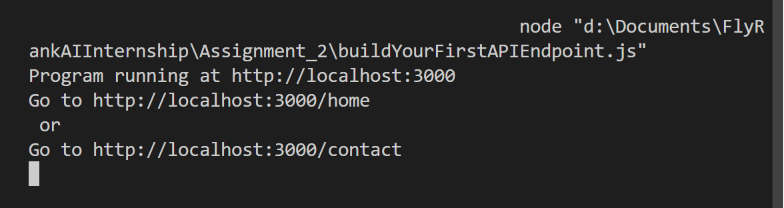 node "d:\Documents\FlyR
ankAIInternship\Assignment_2\buildYourFirstAPIEndpoint.js"
Program running at http://localhost:3000
Go to http://localhost:3000/home
 or
Go to http://localhost:3000/contact